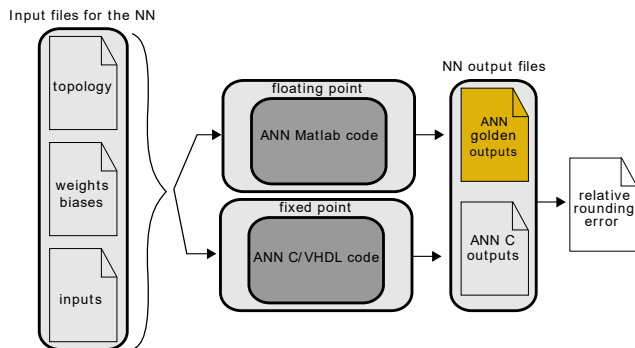 Input files for the NN
topology
weights
biases
inputs
floating point
ANN Matlab code
fixed point
ANN C/VHDL code
NN output files
ANN
golden
outputs
ANN C
outputs
relative
rounding
error